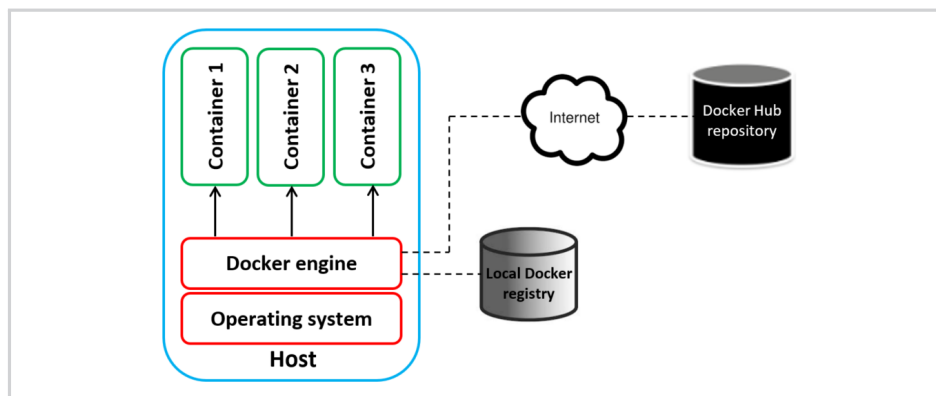 Container 1
Container 2
Container 3
Internet
Docker Hub
repository
Docker engine
Local Docker
registry
Operating system
Host